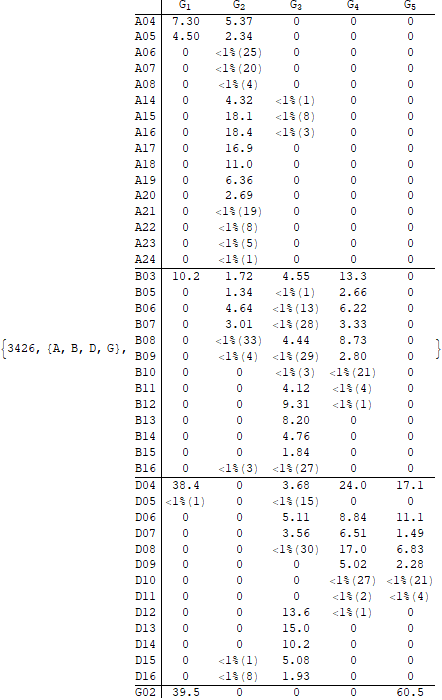 G1 G2 G3 G4 G5
A04 7.30 5.37 0 0 0
A05 4.50 2.34 0 0 0
A06 0 <1%(25) 0 0 0
A07 0 <1%(20) 0 0 0
A08 0 <1%(4) 0 0 0
A14 0 4.32 <1%(1) 0 0
A15 0 18.1 <1%(8) 0 0
A16 0 18.4 <1%(3) 0 0
A17 0 16.9 0 0 0
A18 0 11.0 0 0 0
A19 0 6.36 0 0 0
A20 0 2.69 0 0 0
A21 0 <1%(19) 0 0 0
A22 0 <1%(8) 0 0 0
A23 0 <1%(5) 0 0 0
A24 0 <1%(1) 0 0 0
B03 10.2 1.72 4.55 13.3 0
B05 0 1.34 <1%(1) 2.66 0
B06 0 4.64 <1%(13) 6.22 0
B07 0 3.01 <1%(28) 3.33 0
{3426, {A, B, D, G}, B08 0 <1%(33) 4.44 8.73 0 }
B09 0 <1%(4) <1%(29) 2.80 0
B10 0 0 <1%(3) <1%(21) 0
B11 0 0 4.12 <1%(4) 0
B12 0 0 9.31 <1%(1) 0
B13 0 0 8.20 0 0
B14 0 0 4.76 0 0
B15 0 0 1.84 0 0
B16 0 <1%(3) <1%(27) 0 0
D04 38.4 0 3.68 24.0 17.1
D05 <1%(1) 0 <1%(15) 0 0
D06 0 0 5.11 8.84 11.1
D07 0 0 3.56 6.51 1.49
D08 0 0 <1%(30) 17.0 6.83
D09 0 0 0 5.02 2.28
D10 0 0 0 <1%(27) <1%(21)
D11 0 0 0 <1%(2) <1%(4)
D12 0 0 13.6 <1%(1) 0
D13 0 0 15.0 0 0
D14 0 0 10.2 0 0
D15 0 <1%(1) 5.08 0 0
D16 0 <1%(8) 1.93 0 0
G02 39.5 0 0 0 60.5